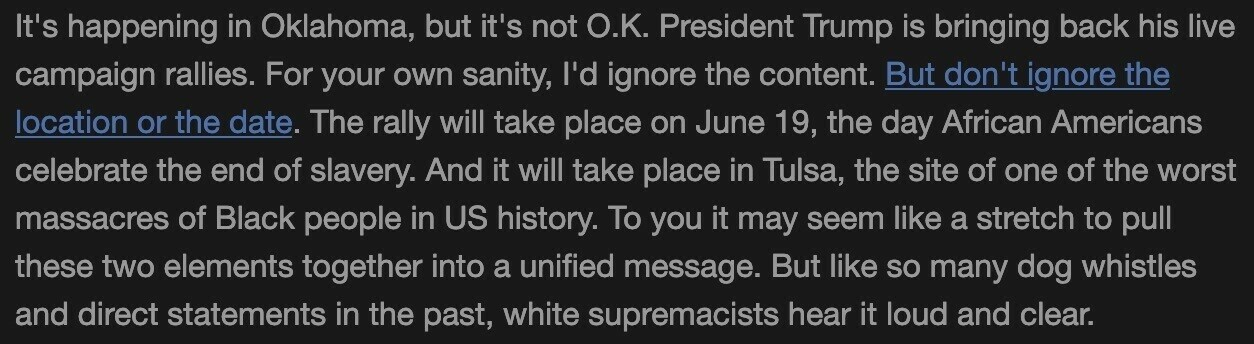 It's happening in Oklahoma, but it's not O.K. President Trump is bringing back his live
campaign rallies. For your own sanity, I'd ignore the content. But don't ignore the
location or the date. The rally will take place on June 19, the day African Americans
celebrate the end of slavery. And it will take place in Tulsa, the site of one of the worst
massacres of Black people in US history. To you it may seem like a stretch to pull
these two elements together into a unified message. But like so many dog whistles
and direct statements in the past, white supremacists hear it loud and clear.